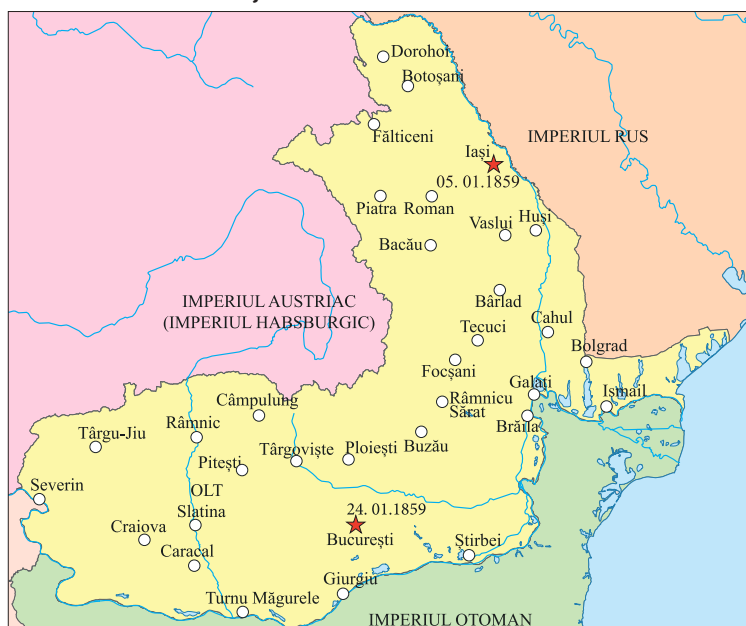 Dorohoi
Botoșani
Fălticeni
IMPERIUL RUS
Iași
05. 01.1859
Piatra
Roman
Huși
Vaslui
Bacău
IMPERIUL AUSTRIAC
(IMPERIUL HABSBURGIC)
Bârlad
Cahul
Tecuci
Bolgrad
Focșani
Galați
Ișmail
Câmpulung
Râmnicu
Sărat
Brăila
Râmnic
Târgu-Jiu
Buzău
Târgoviște
Ploiești
Pitești
Severin
OLT
24. 01.1859
Slatina
Craiova
București
Știrbei
Caracal
Giurgiu
Turnu Măgurele
IMPERIUL OTOMAN